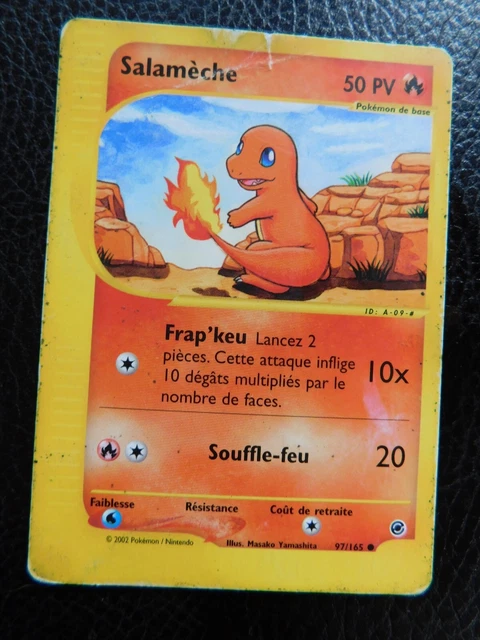 Salamèche
50 PV
Pokémon de base
ID: A-09-#
Frap'keu Lancez 2
pièces. Cette attaque inflige
10 dégâts multipliés par le
nombre de faces.
10x
Souffle-feu 20
Faiblesse Résistance Coût de retraite
© 2002 Pokémon / Nintendo Illus. Masako Yamashita 97/165